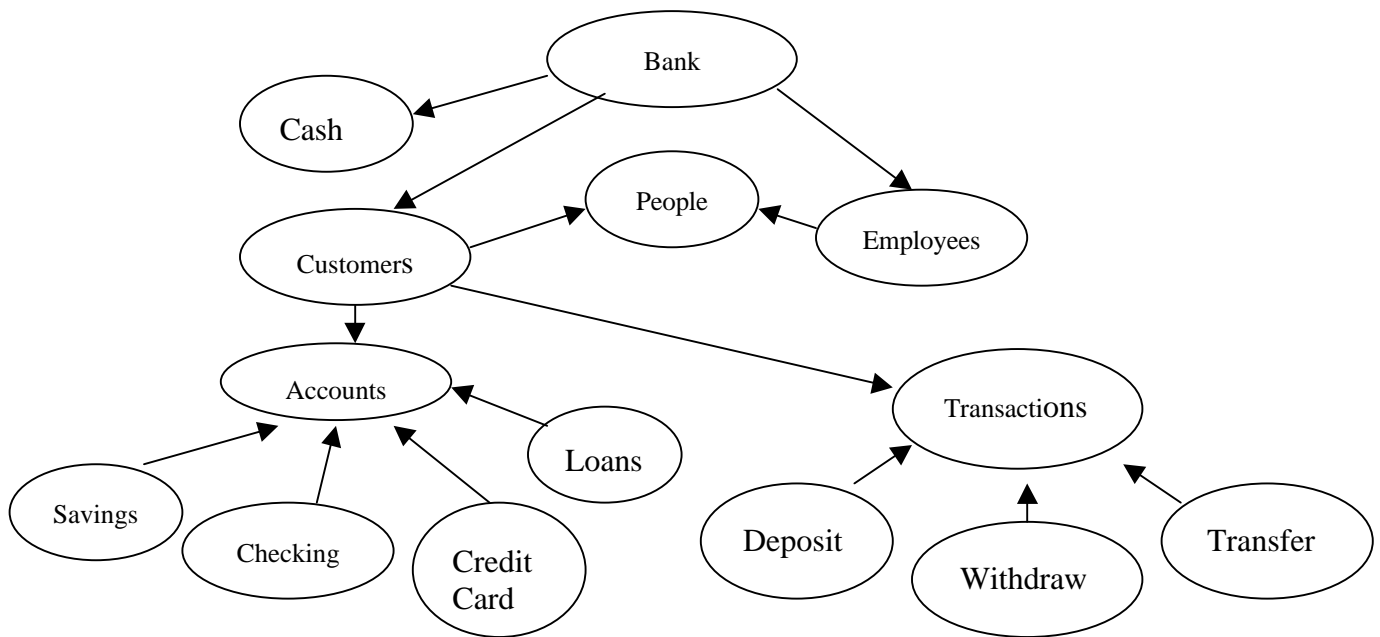 Bank
Cash
People
Employees
Customers
Accounts
Transactions
Loans
Savings
Checking
Credit
Card
Deposit
Withdraw
Transfer